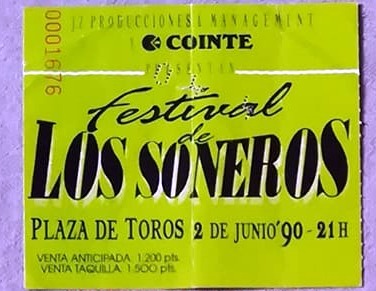 0001676
JZ PRODUCCIONES & MANAGEMENT
Y COINTE
PRESENTAN
Festival
de
LOS SONEROS
PLAZA DE TOROS 2 DE JUNIO'90 - 21 H
VENTA ANTICIPADA 1.200 pts.
VENTA TAQUILLA 1.500 pts.